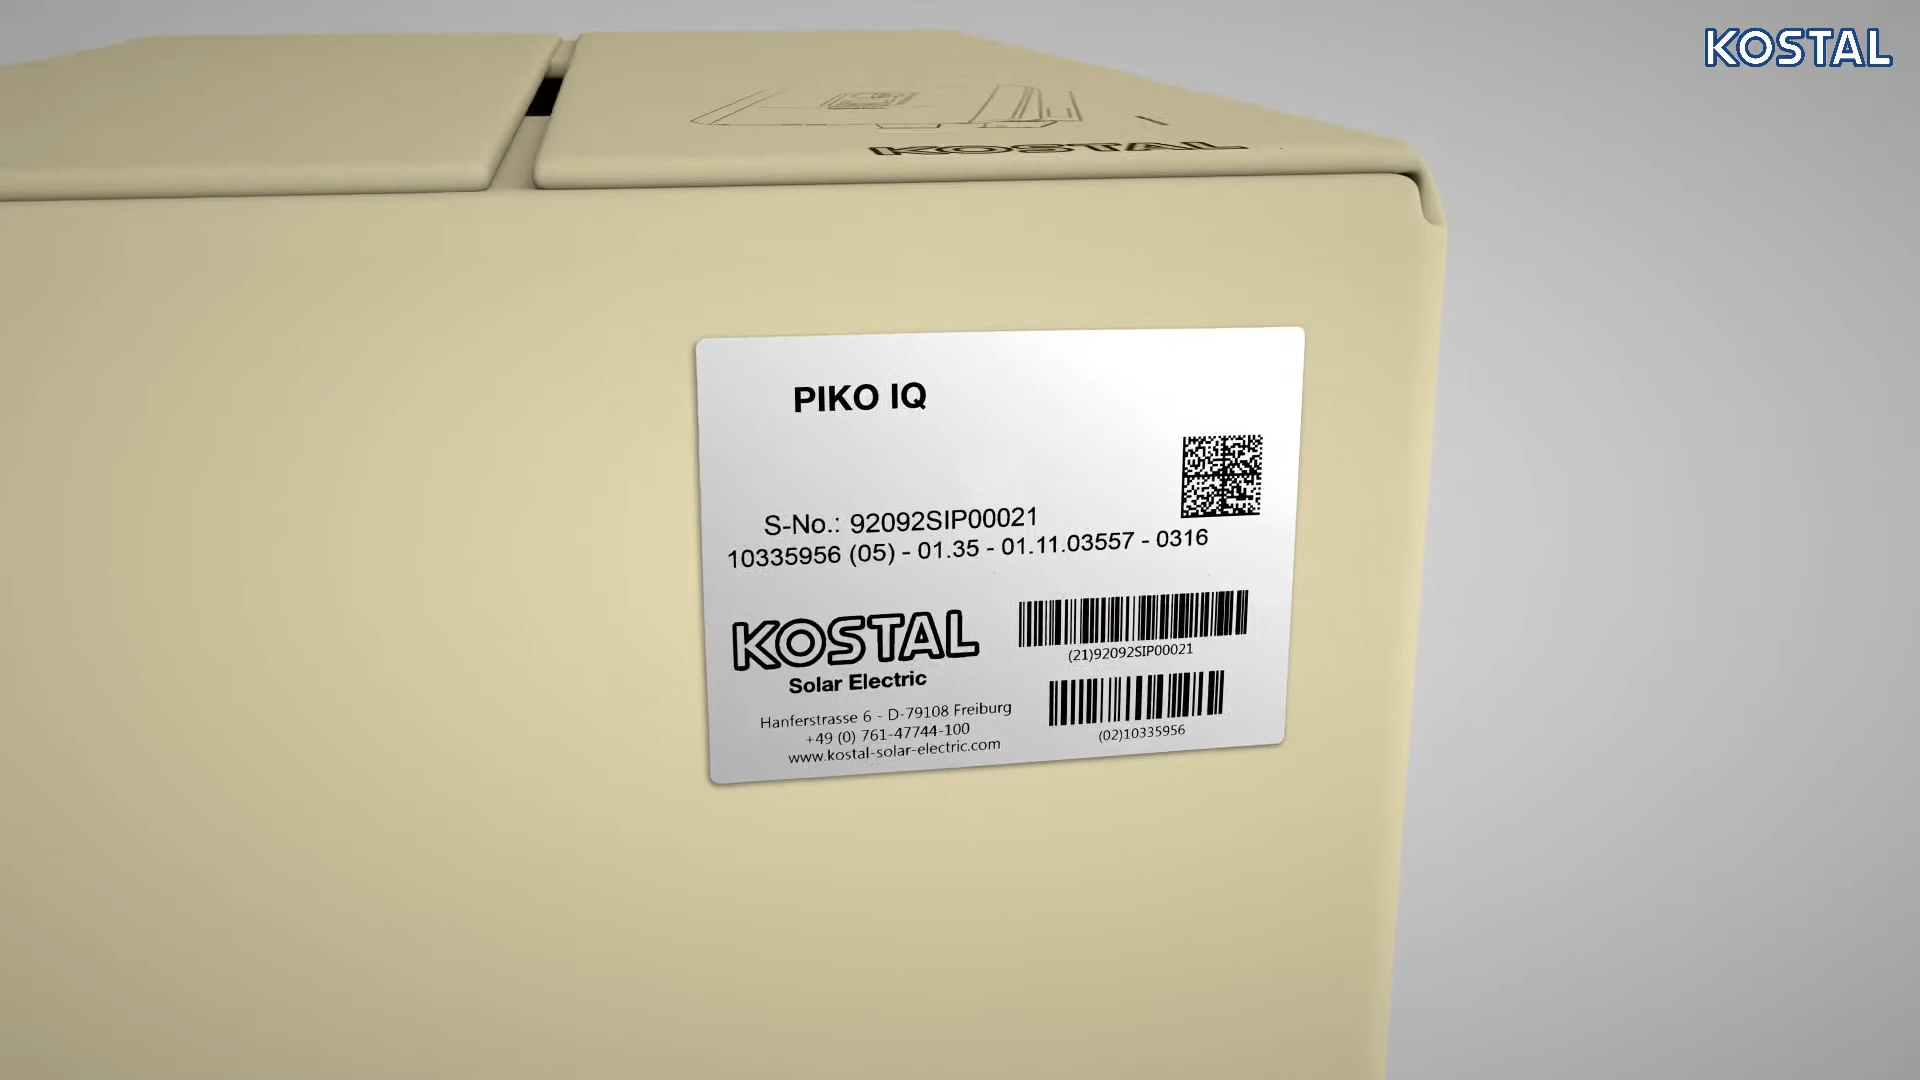 KOSTAL
KOSTAL
PIKO IQ
S-No.: 92092SIP00021
10335956 (05) - 01.35 - 01.11.03557 - 0316
KOSTAL
Solar Electric
Hanferstrasse 6 - D-79108 Freiburg
+49 (0) 761-47744-100
www.kostal-solar-electric.com
(21)92092SIP00021
(02)10335956